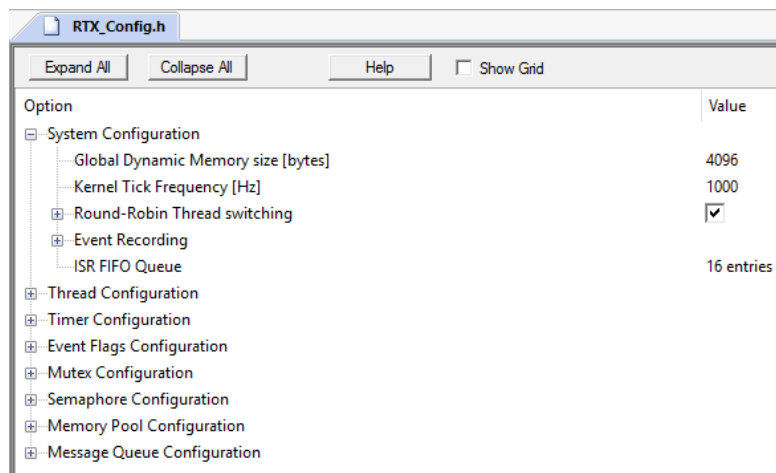 RTX_Config.h
Expand All Collapse All Help Show Grid
Option Value
System Configuration
Global Dynamic Memory size [bytes] 4096
Kernel Tick Frequency [Hz] 1000
Round-Robin Thread switching
Event Recording
ISR FIFO Queue 16 entries
Thread Configuration
Timer Configuration
Event Flags Configuration
Mutex Configuration
Semaphore Configuration
Memory Pool Configuration
Message Queue Configuration